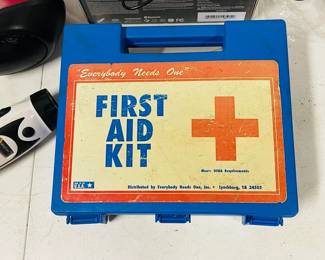 "Everybody Needs One"
FIRST
AID
KIT
Meets OSHA Requirements
Distributed by Everybody Needs One, Inc. • Lynchburg, VA 24502